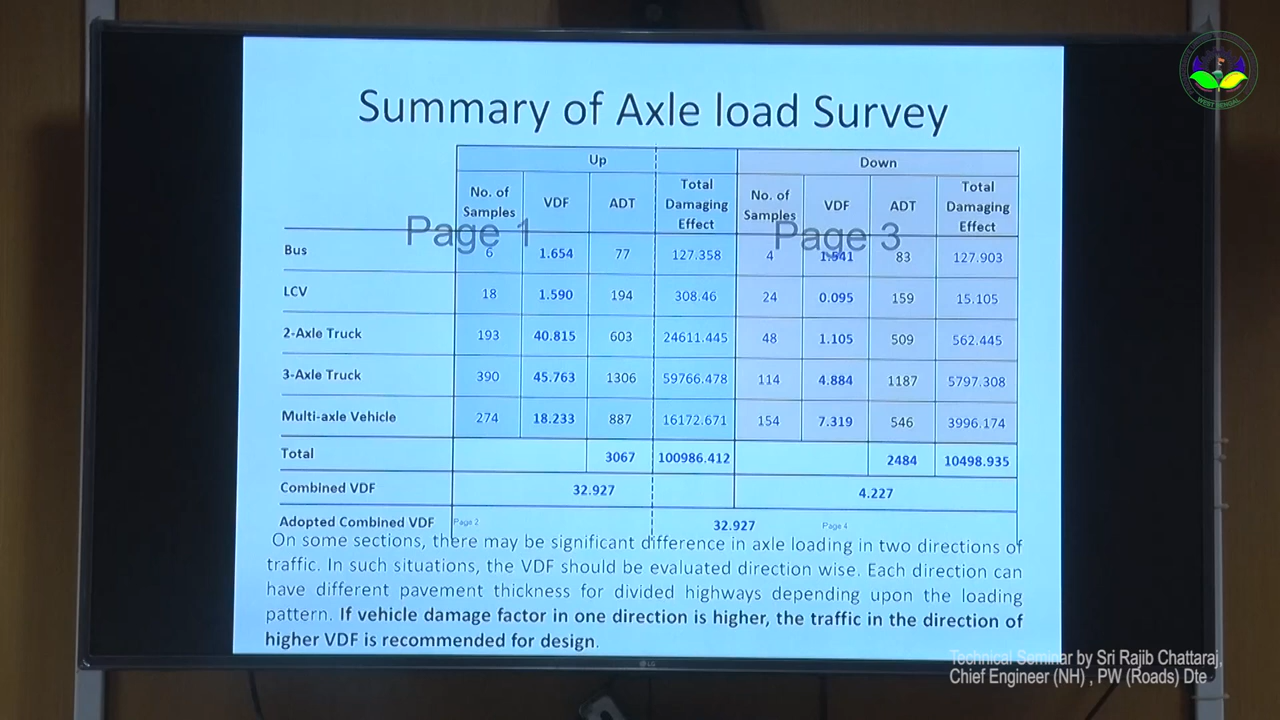 Summary of Axle load Survey
Up Down
No. of Samples VDF ADT Total Damaging Effect No. of Samples VDF ADT Total Damaging Effect
Page 1 Page 3
Bus 6 1.654 77 127.358 4 1.541 83 127.903
LCV 18 1.590 194 308.46 24 0.095 159 15.105
2-Axle Truck 193 40.815 603 24611.445 48 1.105 509 562.445
3-Axle Truck 390 45.763 1306 59766.478 114 4.884 1187 5797.308
Multi-axle Vehicle 274 18.233 887 16172.671 154 7.319 546 3996.174
Total 3067 100986.412 2484 10498.935
Combined VDF 32.927 4.227
Adopted Combined VDF Page 2 32.927 Page 4
On some sections, there may be significant difference in axle loading in two directions of
traffic. In such situations, the VDF should be evaluated direction wise. Each direction can
have different pavement thickness for divided highways depending upon the loading
pattern. If vehicle damage factor in one direction is higher, the traffic in the direction of
higher VDF is recommended for design.
LG
WEST BENGAL
Technical Seminar by Sri Rajib Chattaraj,
Chief Engineer (NH) , PW (Roads) Dte